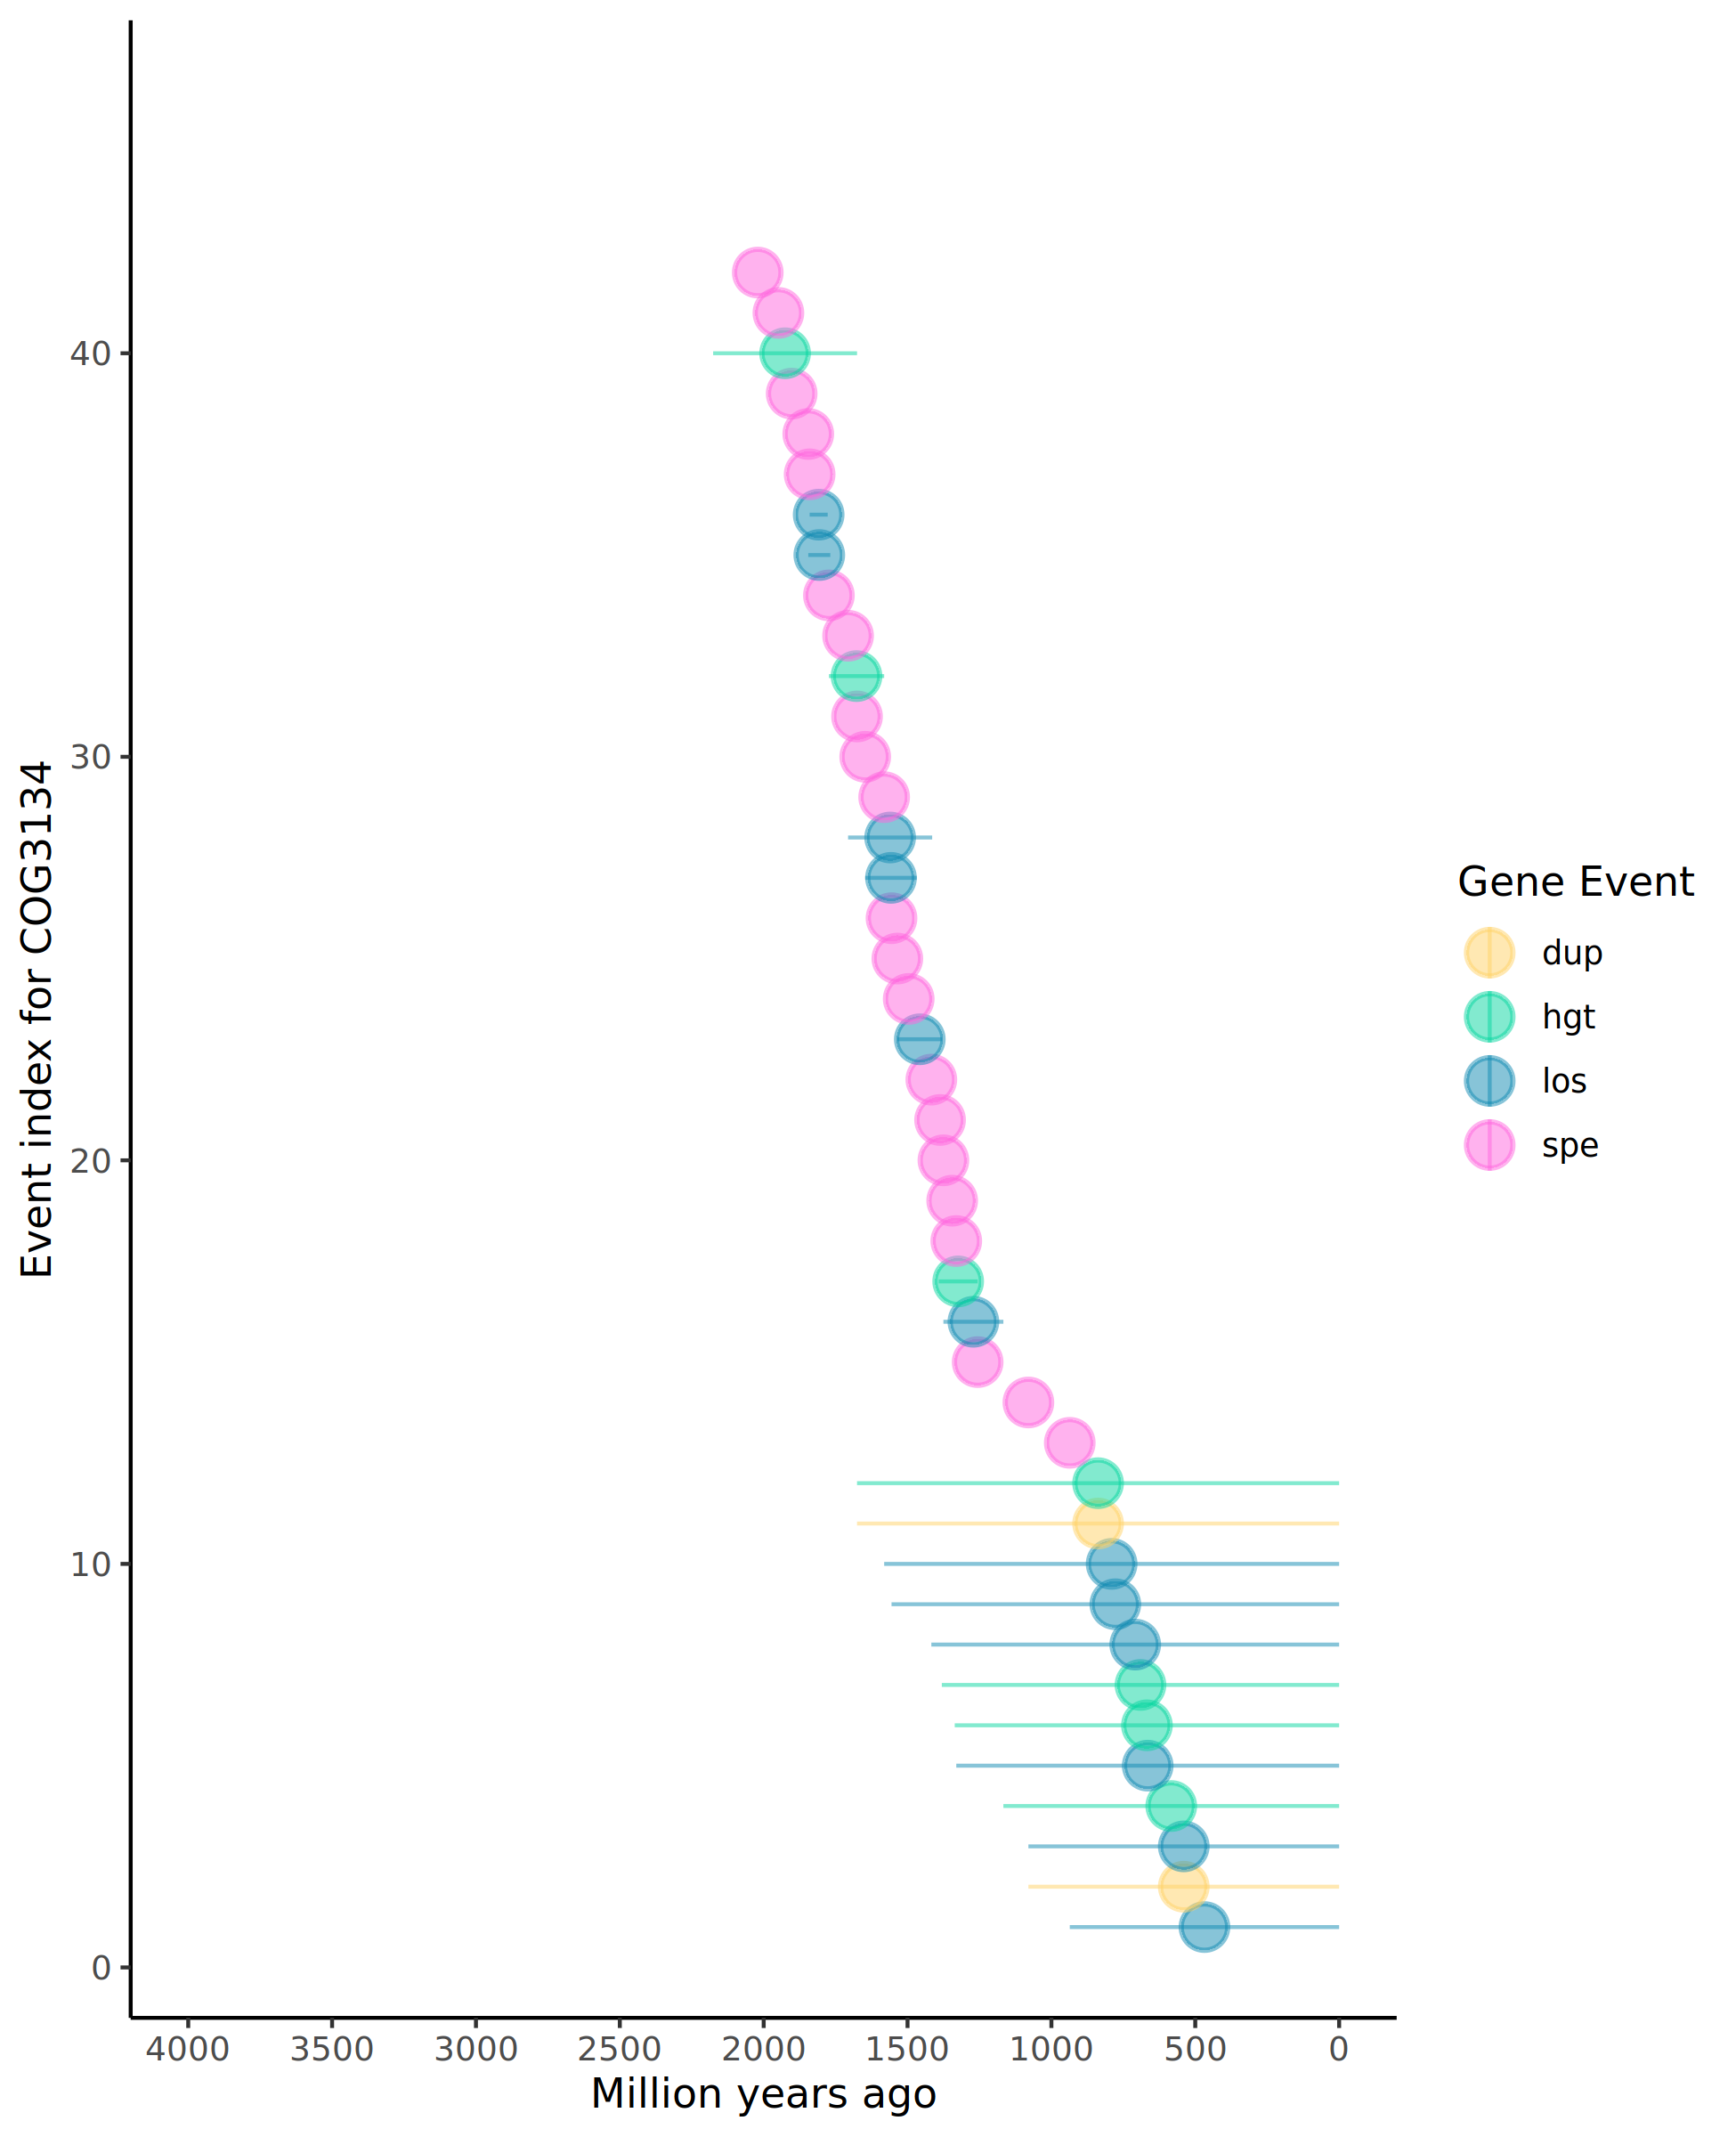 Event index for COG3134
40
30
20
10
0
4000 3500 3000 2500 2000 1500 1000 500 0
Million years ago
Gene Event
dup
hgt
los
spe